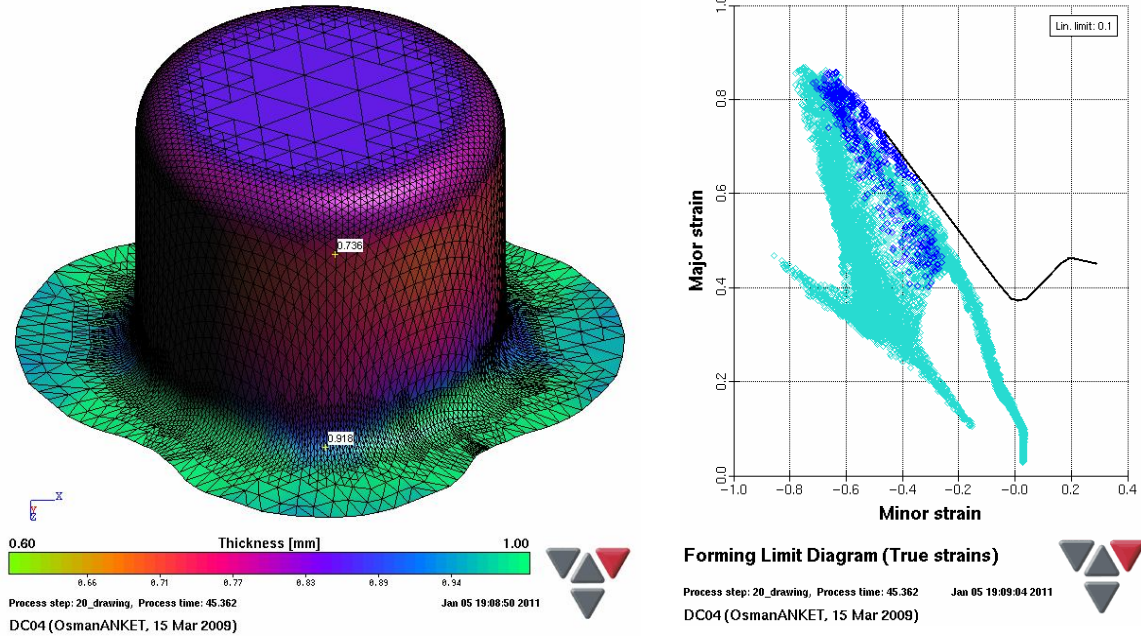 0.736
0.918
X
Y
Z
0.60 Thickness [mm] 1.00
0.66 0.71 0.77 0.83 0.89 0.94
Process step: 20_drawing, Process time: 45.362 Jan 05 19:08:50 2011
DC04 (OsmanANKET, 15 Mar 2009)
Lin. limit: 0.1
1.0
0.8
0.6
0.4
0.2
0.0
Major strain
-1.0 -0.8 -0.6 -0.4 -0.2 -0.0 0.2 0.4
Minor strain
Forming Limit Diagram (True strains)
Process step: 20_drawing, Process time: 45.362 Jan 05 19:09:04 2011
DC04 (OsmanANKET, 15 Mar 2009)